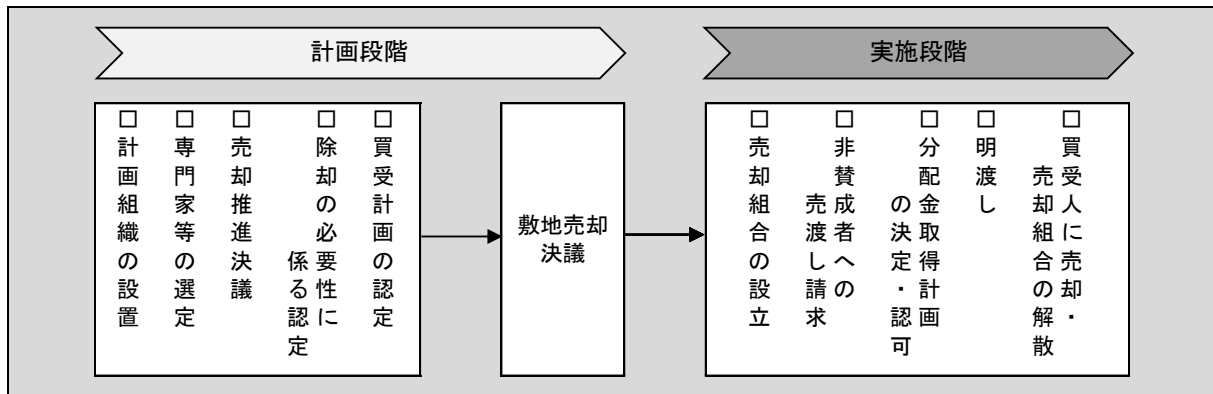 計画段階
実施段階
□計画組織の設置
□専門家等の選定
□売却推進決議
□除却の必要性に
係る認定
□買受計画の認定
敷地売却
決議
□売却組合の設立
□非賛成者への
売渡し請求
□分配金取得計画
の決定・認可
□明渡し
□買受人に売却・
売却組合の解散